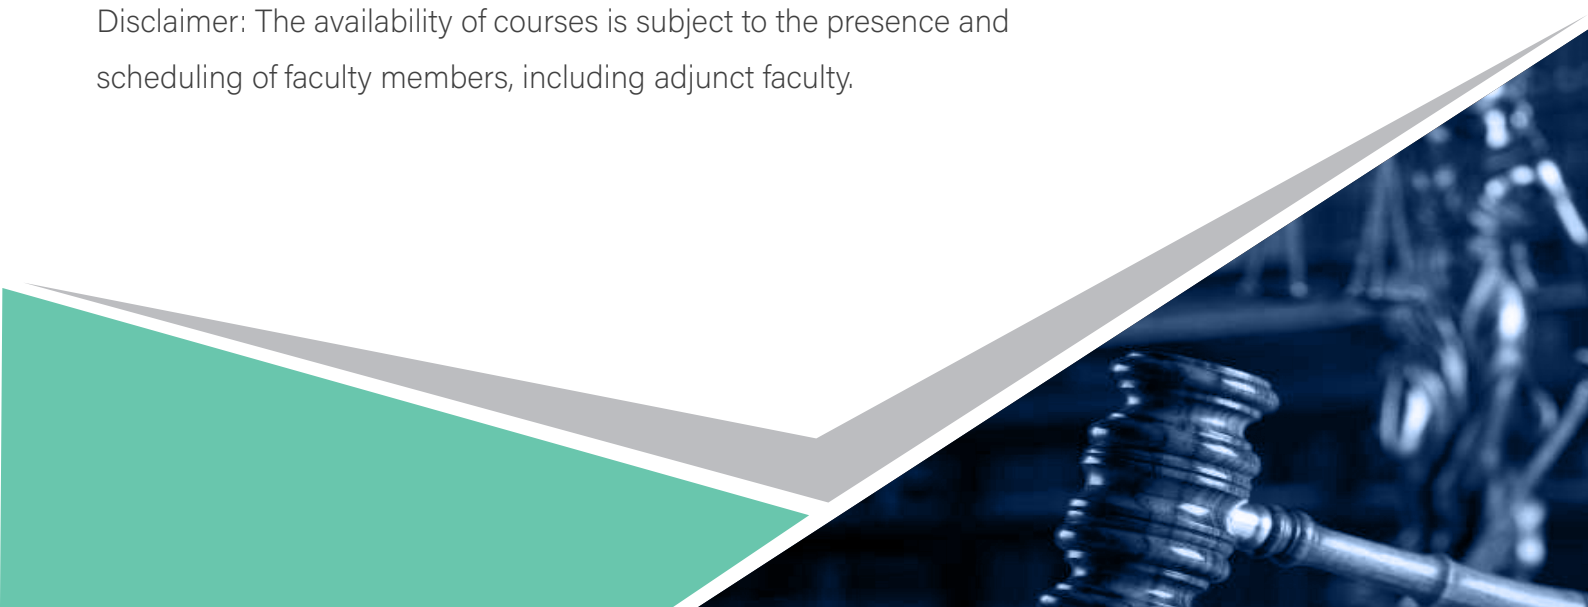 Disclaimer: The availability of courses is subject to the presence and
scheduling of faculty members, including adjunct faculty.